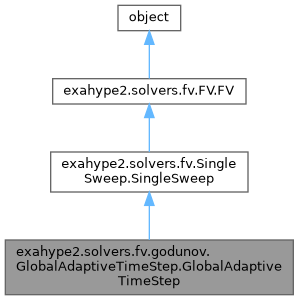 object
exahype2.solvers.fv.FV.FV
exahype2.solvers.fv.Single
Sweep.SingleSweep
exahype2.solvers.fv.godunov.
GlobalAdaptiveTimeStep.GlobalAdaptive
TimeStep